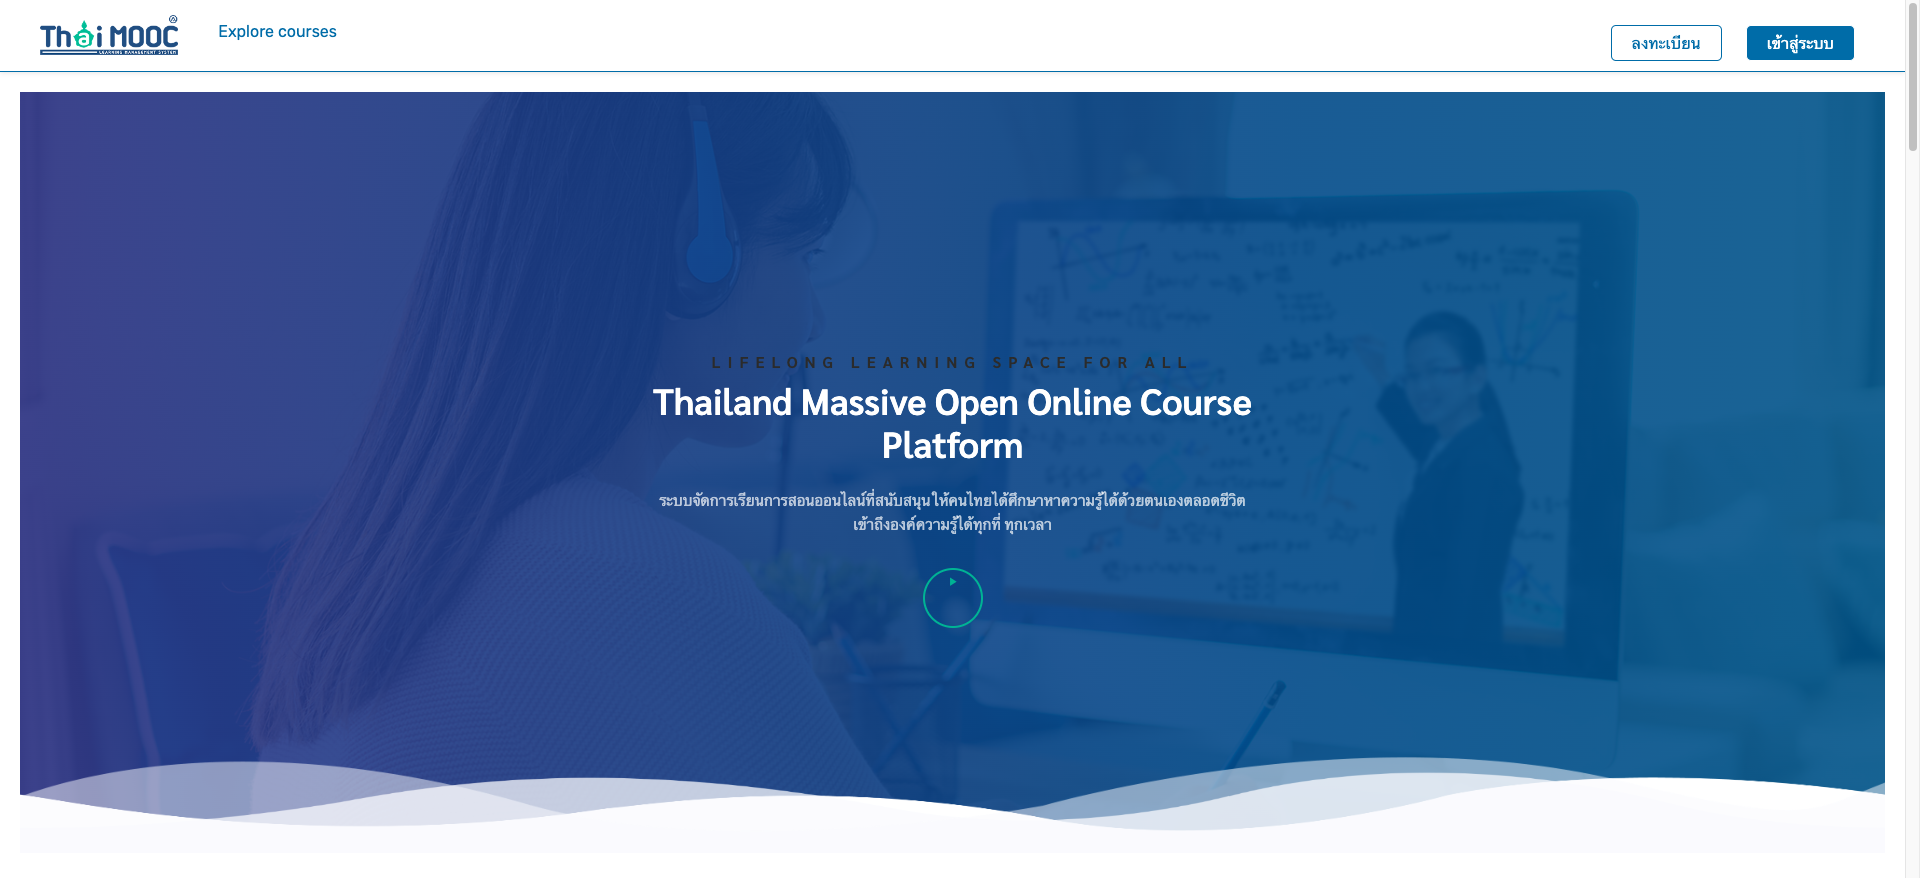 Thai MOOC
LEARNING MANAGEMENT SYSTEM
Explore courses
ลงทะเบียน
เข้าสู่ระบบ
LIFELONG LEARNING SPACE FOR ALL
Thailand Massive Open Online Course
Platform
ระบบจัดการเรียนการสอนออนไลน์ที่สนับสนุน ให้คนไทยได้ศึกษาหาความรู้ได้ด้วยตนเองตลอดชีวิต
เข้าถึงองค์ความรู้ได้ทุกที่ ทุกเวลา